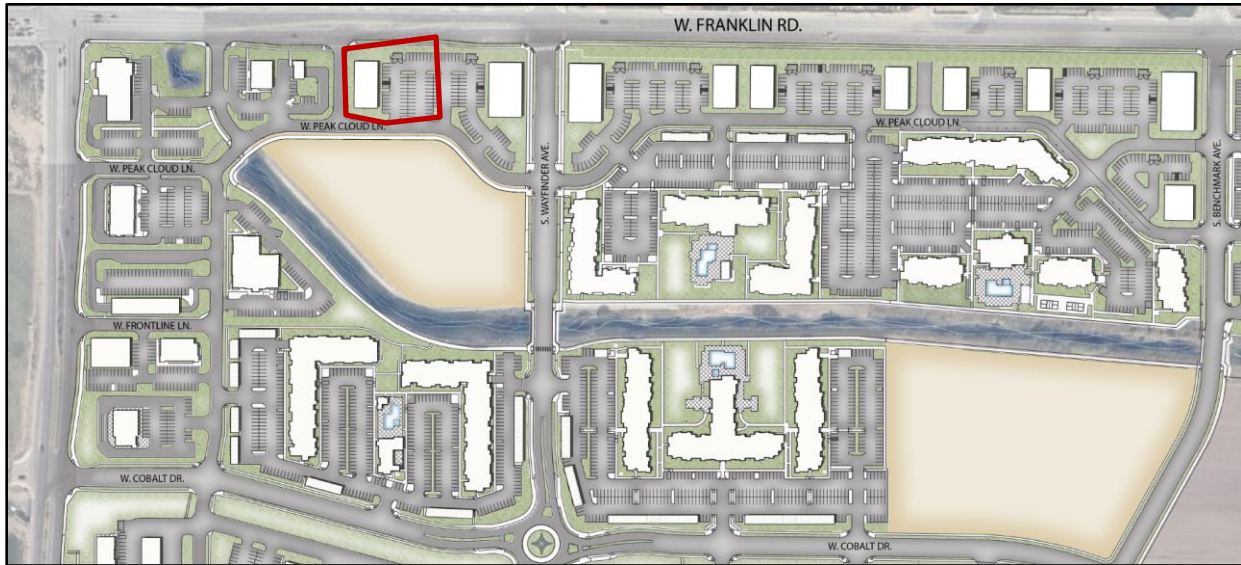 W. FRANKLIN RD.
W. PEAK CLOUD LN.
W. PEAK CLOUD LN.
W. PEAK CLOUD LN.
S. WAYFINDER AVE.
S. BENCHMARK AVE.
W. FRONTLINE LN.
W. COBALT DR.
W. COBALT DR.